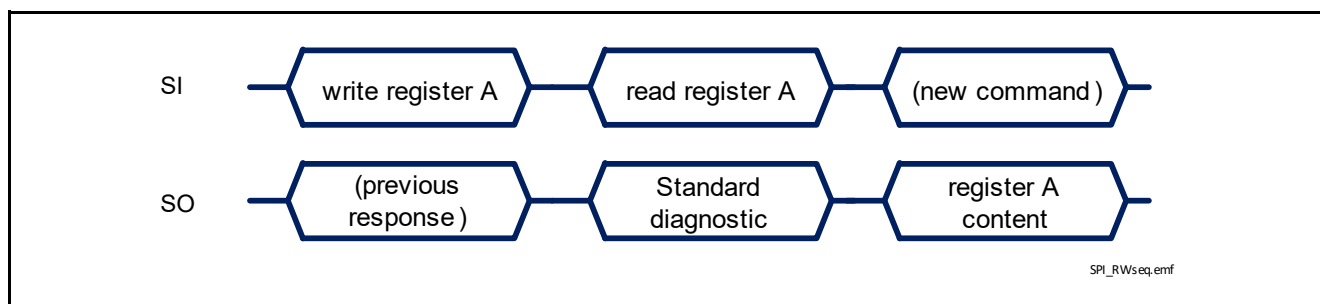 SI
write register A
read register A
(new command)
SO
(previous
response)
Standard
diagnostic
register A
content
SPI_RWseq.emf